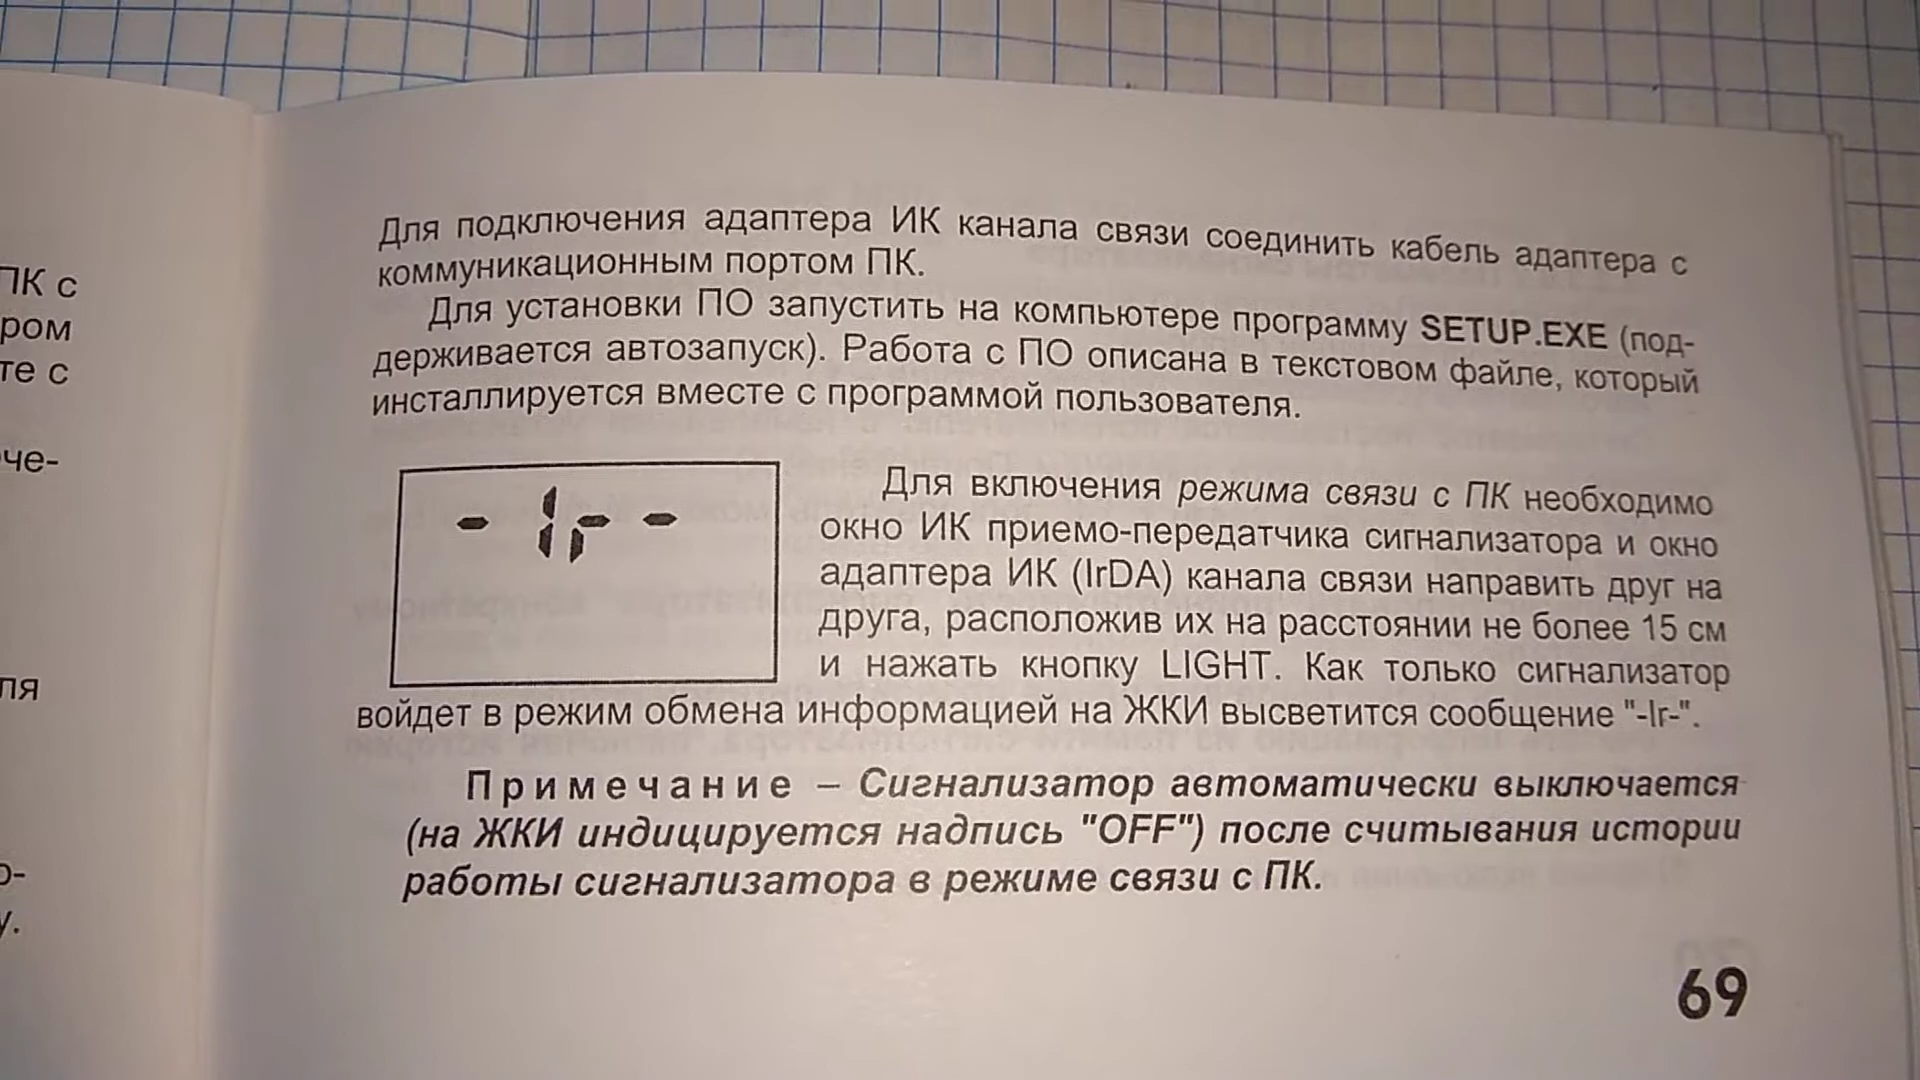 ПК с
ром
те с
че-
ля
о-
у.
Для подключения адаптера ИК канала связи соединить кабель адаптера с
коммуникационным портом ПК.
Для установки ПО запустить на компьютере программу SETUP.EXE (под-
держивается автозапуск). Работа с ПО описана в текстовом файле, который
инсталлируется вместе с программой пользователя.
- Ir -
Для включения режима связи с ПК необходимо
окно ИК приемо-передатчика сигнализатора и окно
адаптера ИК (IrDA) канала связи направить друг на
друга, расположив их на расстоянии не более 15 см
и нажать кнопку LIGHT. Как только сигнализатор
войдет в режим обмена информацией на ЖКИ высветится сообщение "-Ir-".
Примечание – Сигнализатор автоматически выключается
(на ЖКИ индицируется надпись "OFF") после считывания истории
работы сигнализатора в режиме связи с ПК.
69